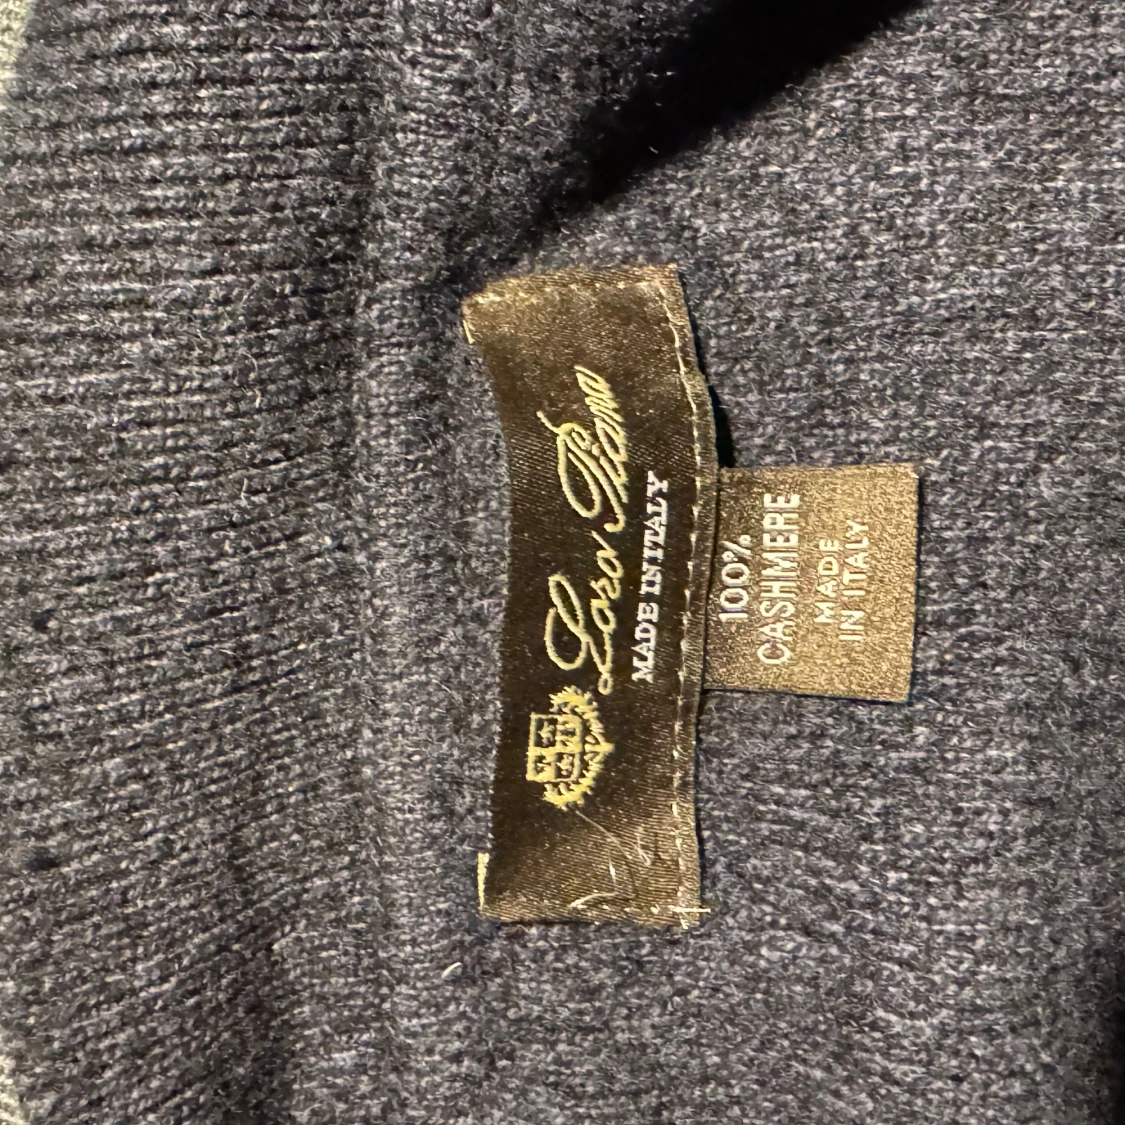 Loro Piana
MADE IN ITALY
100%
CASHMERE
MADE
IN ITALY